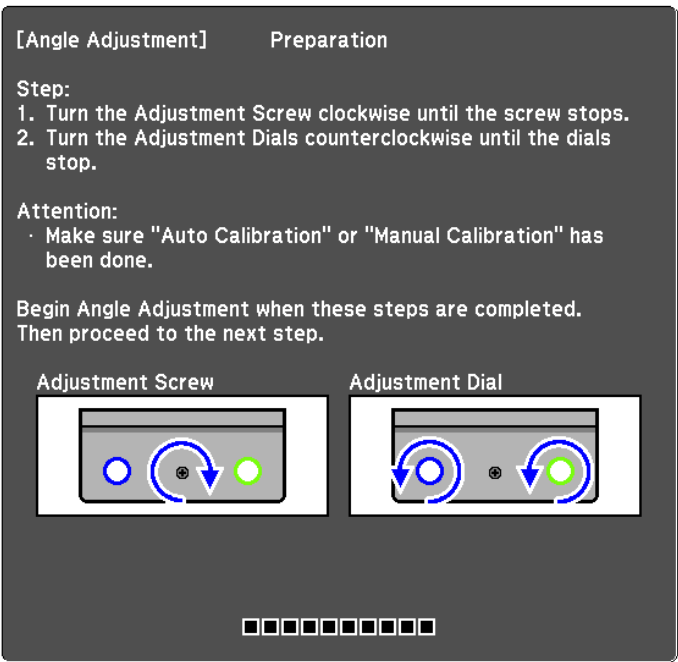 [Angle Adjustment] Preparation
Step:
1. Turn the Adjustment Screw clockwise until the screw stops.
2. Turn the Adjustment Dials counterclockwise until the dials
stop.
Attention:
· Make sure "Auto Calibration" or "Manual Calibration" has
been done.
Begin Angle Adjustment when these steps are completed.
Then proceed to the next step.
Adjustment Screw
Adjustment Dial